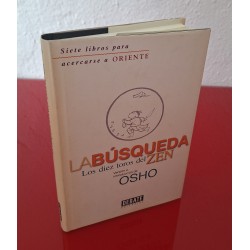 Siete libros para
acercarse a ORIENTE
LA BÚSQUEDA
Los diez toros del ZEN
OSHO
DEBATE